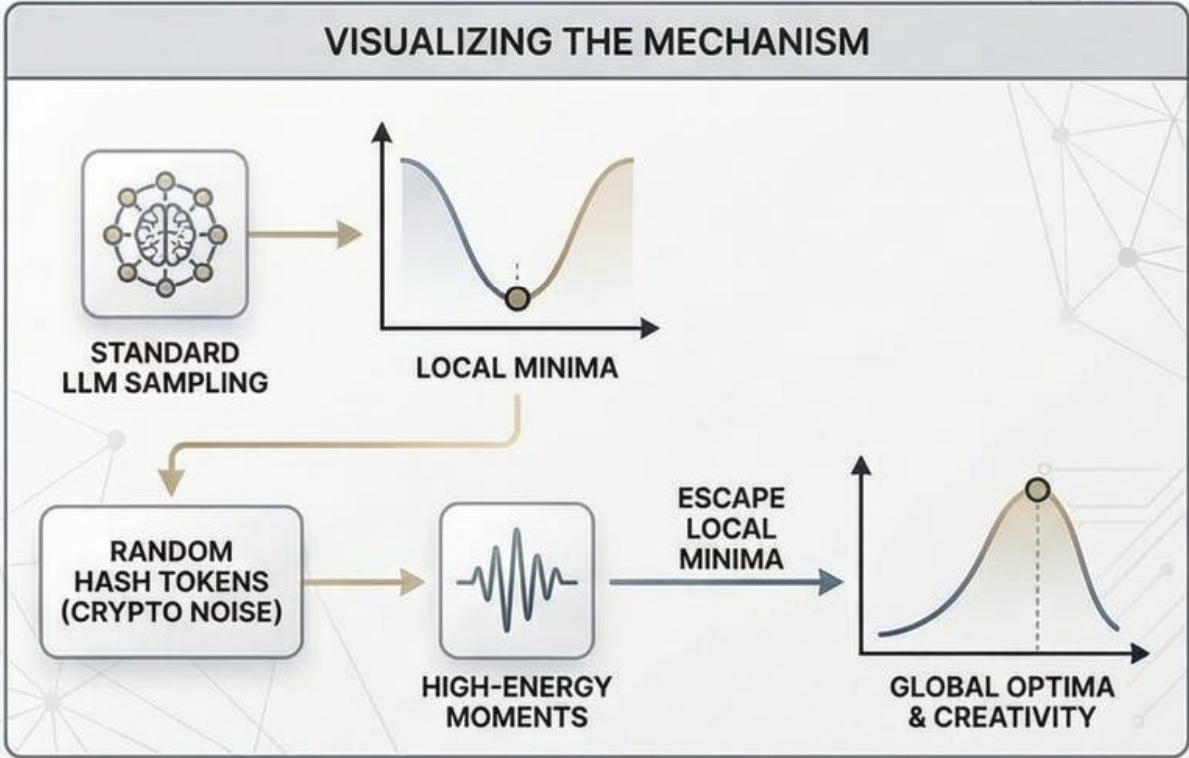 VISUALIZING THE MECHANISM
STANDARD
LLM SAMPLING
LOCAL MINIMA
RANDOM
HASH TOKENS
(CRYPTO NOISE)
HIGH-ENERGY
MOMENTS
ESCAPE
LOCAL
MINIMA
GLOBAL OPTIMA
& CREATIVITY